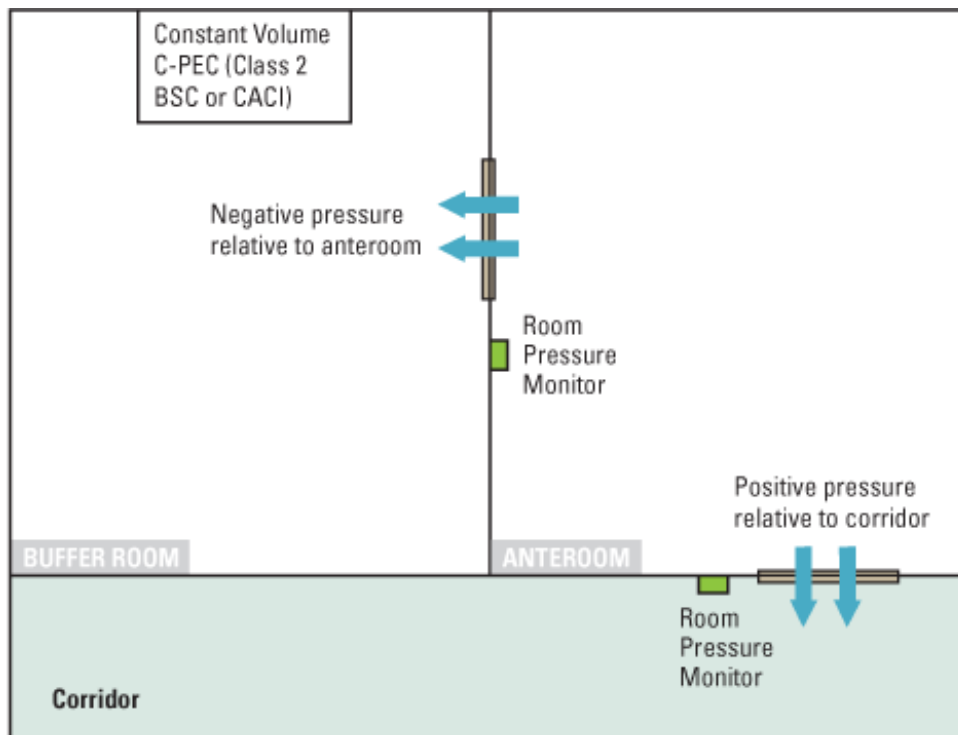 Constant Volume
C-PEC (Class 2
BSC or CACI)
Negative pressure
relative to anteroom
Room
Pressure
Monitor
Positive pressure
relative to corridor
BUFFER ROOM
ANTEROOM
Room
Pressure
Monitor
Corridor